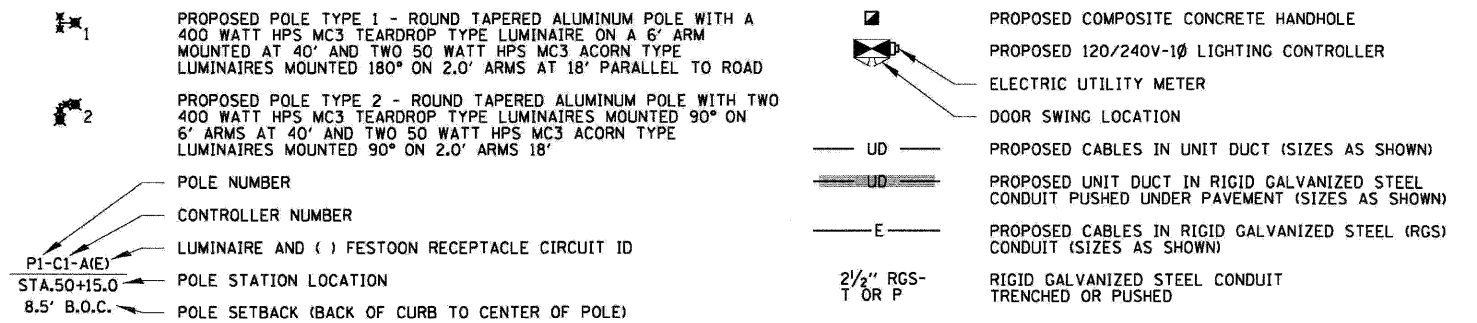 1
PROPOSED POLE TYPE 1 - ROUND TAPERED ALUMINUM POLE WITH A
400 WATT HPS MC3 TEARDROP TYPE LUMINAIRE ON A 6' ARM
MOUNTED AT 40' AND TWO 50 WATT HPS MC3 ACORN TYPE
LUMINAIRES MOUNTED 180° ON 2.0' ARMS AT 18' PARALLEL TO ROAD
2
PROPOSED POLE TYPE 2 - ROUND TAPERED ALUMINUM POLE WITH TWO
400 WATT HPS MC3 TEARDROP TYPE LUMINAIRES MOUNTED 90° ON
6' ARMS AT 40' AND TWO 50 WATT HPS MC3 ACORN TYPE
LUMINAIRES MOUNTED 90° ON 2.0' ARMS 18'
POLE NUMBER
CONTROLLER NUMBER
LUMINAIRE AND ( ) FESTOON RECEPTACLE CIRCUIT ID
P1-C1-A(E)
STA.50+15.0
POLE STATION LOCATION
8.5' B.O.C.
POLE SETBACK (BACK OF CURB TO CENTER OF POLE)
PROPOSED COMPOSITE CONCRETE HANDHOLE
PROPOSED 120/240V-1Ø LIGHTING CONTROLLER
ELECTRIC UTILITY METER
DOOR SWING LOCATION
UD
PROPOSED CABLES IN UNIT DUCT (SIZES AS SHOWN)
UD
PROPOSED UNIT DUCT IN RIGID GALVANIZED STEEL
CONDUIT PUSHED UNDER PAVEMENT (SIZES AS SHOWN)
E
PROPOSED CABLES IN RIGID GALVANIZED STEEL (RGS)
CONDUIT (SIZES AS SHOWN)
2½" RGS-
T OR P
RIGID GALVANIZED STEEL CONDUIT
TRENCHED OR PUSHED